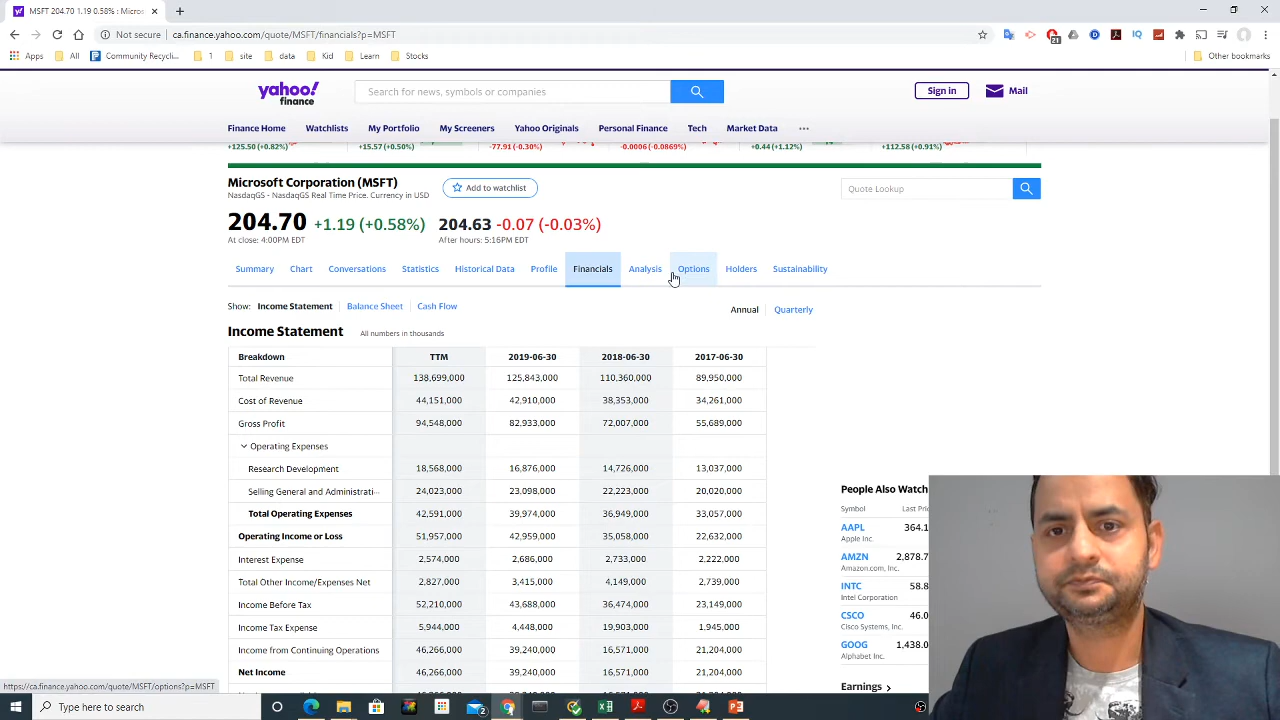 MSFT 204.70 1.19 0.58% : Micros
Not secure | ca.finance.yahoo.com/quote/MSFT/financials?p=MSFT
21
IQ
Apps All Community Recycli... 1 site data Kid Learn Stocks Other bookmarks
yahoo! finance
Search for news, symbols or companies
Sign in Mail
Finance Home Watchlists My Portfolio My Screeners Yahoo Originals Personal Finance Tech Market Data ...
+125.50 (+0.82%) +15.57 (+0.50%) -77.91 (-0.30%) -0.0006 (-0.0869%) +0.44 (+1.12%) +112.58 (+0.91%)
Microsoft Corporation (MSFT) Add to watchlist Quote Lookup
NasdaqGS - NasdaqGS Real Time Price. Currency in USD
204.70 +1.19 (+0.58%) 204.63 -0.07 (-0.03%)
At close: 4:00PM EDT After hours: 5:16PM EDT
Summary Chart Conversations Statistics Historical Data Profile Financials Analysis Options Holders Sustainability
Show: Income Statement Balance Sheet Cash Flow Annual Quarterly
Income Statement All numbers in thousands
Breakdown TTM 2019-06-30 2018-06-30 2017-06-30
Total Revenue 138,699,000 125,843,000 110,360,000 89,950,000
Cost of Revenue 44,151,000 42,910,000 38,353,000 34,261,000
Gross Profit 94,548,000 82,933,000 72,007,000 55,689,000
Operating Expenses
Research Development 18,568,000 16,876,000 14,726,000 13,037,000
Selling General and Administrati... 24,023,000 23,098,000 22,223,000 20,020,000
Total Operating Expenses 42,591,000 39,974,000 36,949,000 33,057,000
Operating Income or Loss 51,957,000 42,959,000 35,058,000 22,632,000
Interest Expense 2,574,000 2,686,000 2,733,000 2,222,000
Total Other Income/Expenses Net 2,827,000 3,415,000 4,149,000 2,739,000
Income Before Tax 52,210,000 43,688,000 36,474,000 23,149,000
Income Tax Expense 5,944,000 4,448,000 19,903,000 1,945,000
Income from Continuing Operations 46,266,000 39,240,000 16,571,000 21,204,000
Net Income 46,266,000 39,240,000 16,571,000 21,204,000
People Also Watch
Symbol Last Pri
AAPL 364.1
Apple Inc.
AMZN 2,878.7
Amazon.com, Inc.
INTC 58.8
Intel Corporation
CSCO 46.0
Cisco Systems, Inc.
GOOG 1,438.0
Alphabet Inc.
Earnings
https://ca.finance.yahoo.com/quote/MSFT/options?p=MSFT
Type here to search
2